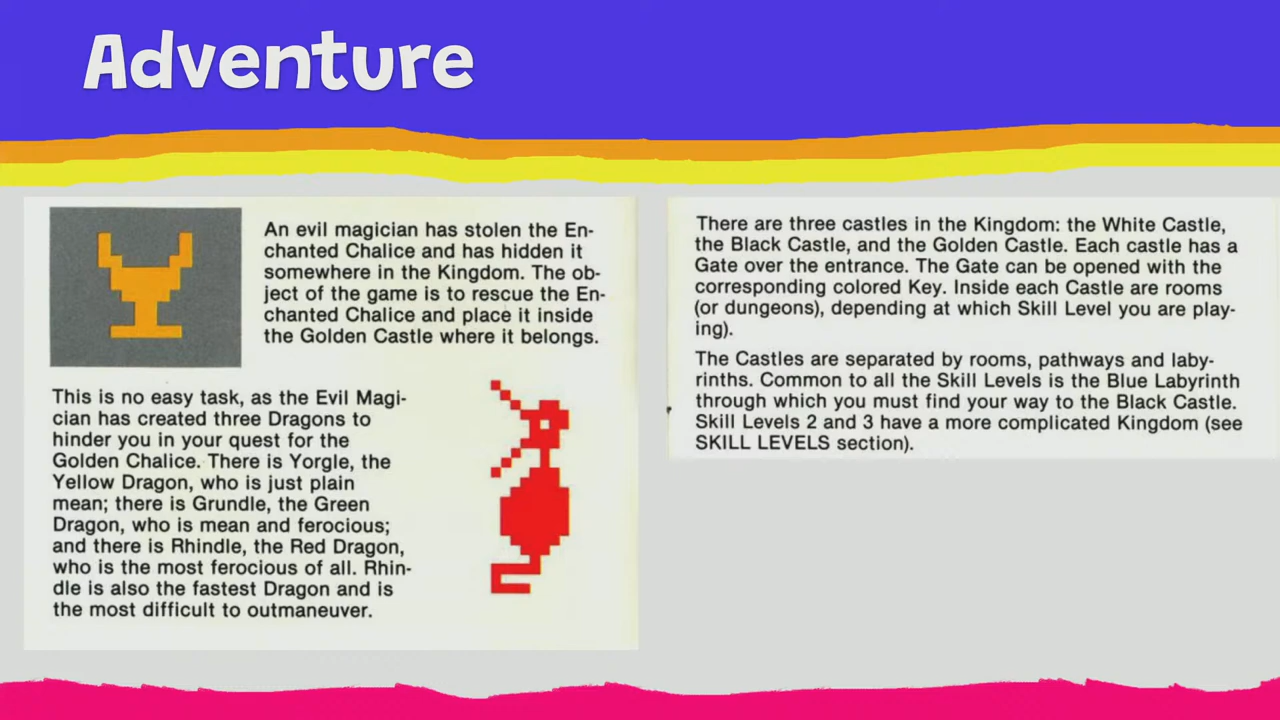 Adventure
An evil magician has stolen the En-
chanted Chalice and has hidden it
somewhere in the Kingdom. The ob-
ject of the game is to rescue the En-
chanted Chalice and place it inside
the Golden Castle where it belongs.
This is no easy task, as the Evil Magi-
cian has created three Dragons to
hinder you in your quest for the
Golden Chalice. There is Yorgle, the
Yellow Dragon, who is just plain
mean; there is Grundle, the Green
Dragon, who is mean and ferocious;
and there is Rhindle, the Red Dragon,
who is the most ferocious of all. Rhin-
dle is also the fastest Dragon and is
the most difficult to outmaneuver.
There are three castles in the Kingdom: the White Castle,
the Black Castle, and the Golden Castle. Each castle has a
Gate over the entrance. The Gate can be opened with the
corresponding colored Key. Inside each Castle are rooms
(or dungeons), depending at which Skill Level you are play-
ing).
The Castles are separated by rooms, pathways and laby-
rinths. Common to all the Skill Levels is the Blue Labyrinth
through which you must find your way to the Black Castle.
Skill Levels 2 and 3 have a more complicated Kingdom (see
SKILL LEVELS section).